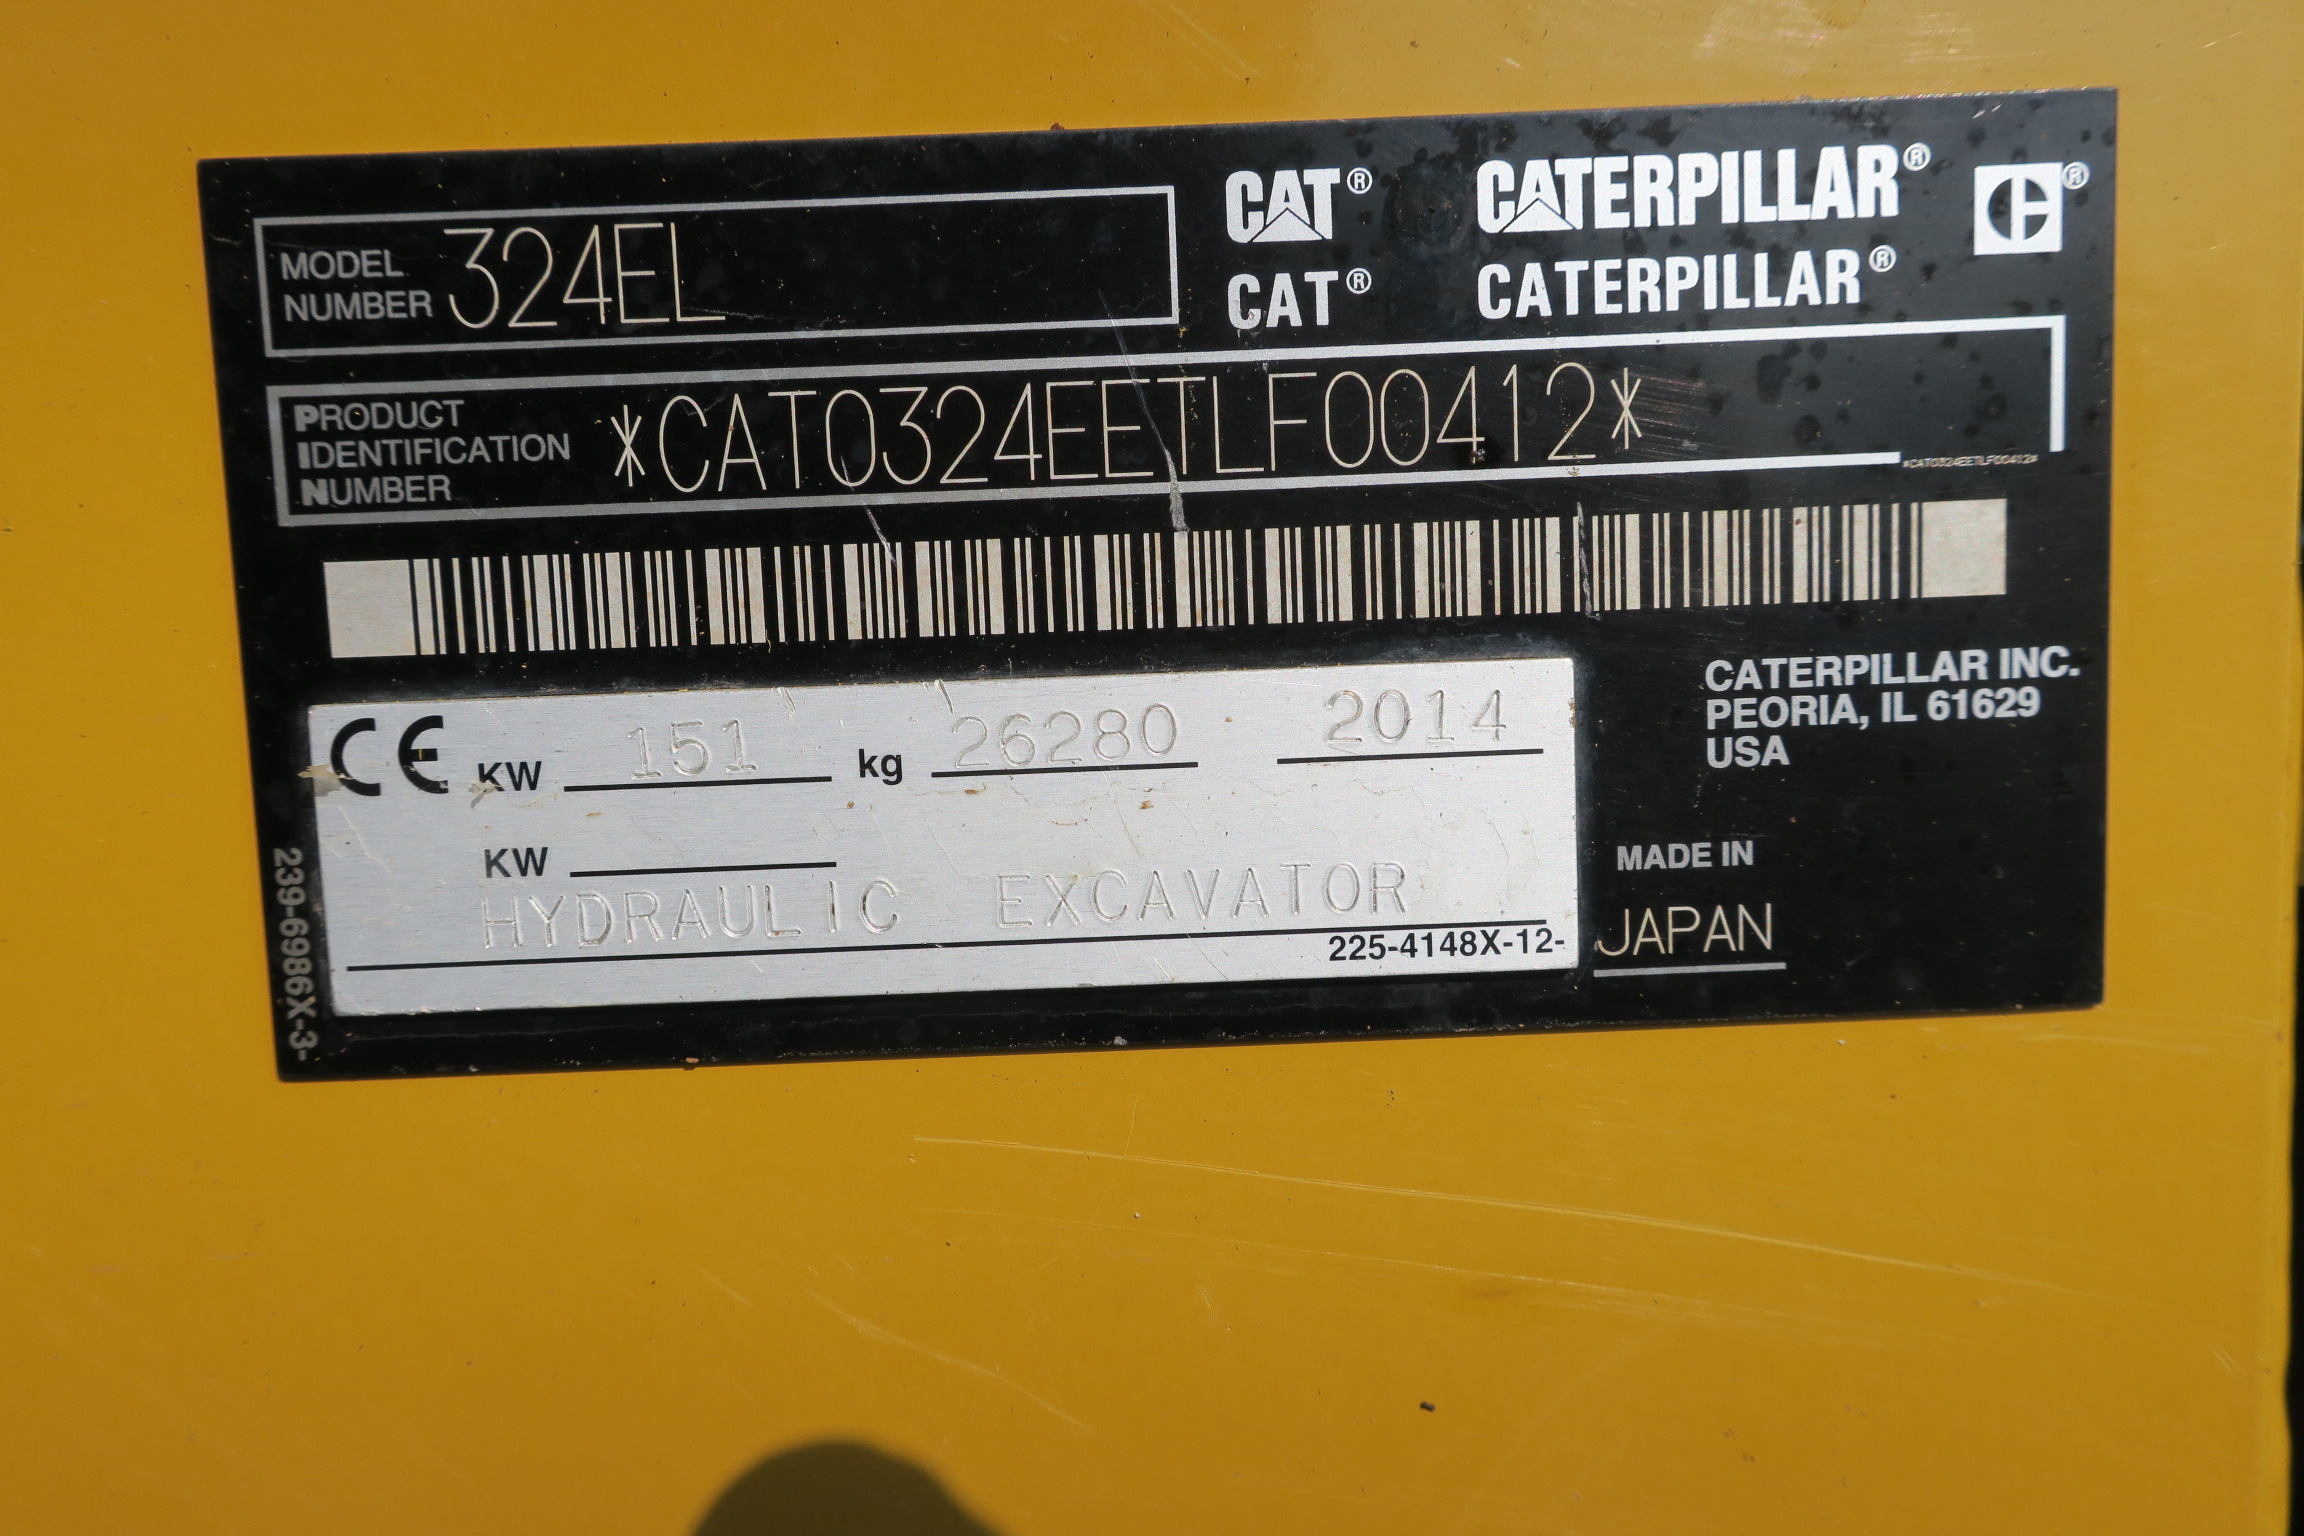 MODEL NUMBER 324EL
CAT® CATERPILLAR® ®
CAT® CATERPILLAR®
PRODUCT IDENTIFICATION NUMBER *CAT0324EETLF00412*
*CAT0324EETLF00412*
CE KW 151 kg 26280 2014
KW
HYDRAULIC EXCAVATOR
225-4148X-12-
CATERPILLAR INC.
PEORIA, IL 61629
USA
MADE IN
JAPAN
239-6986X-3-